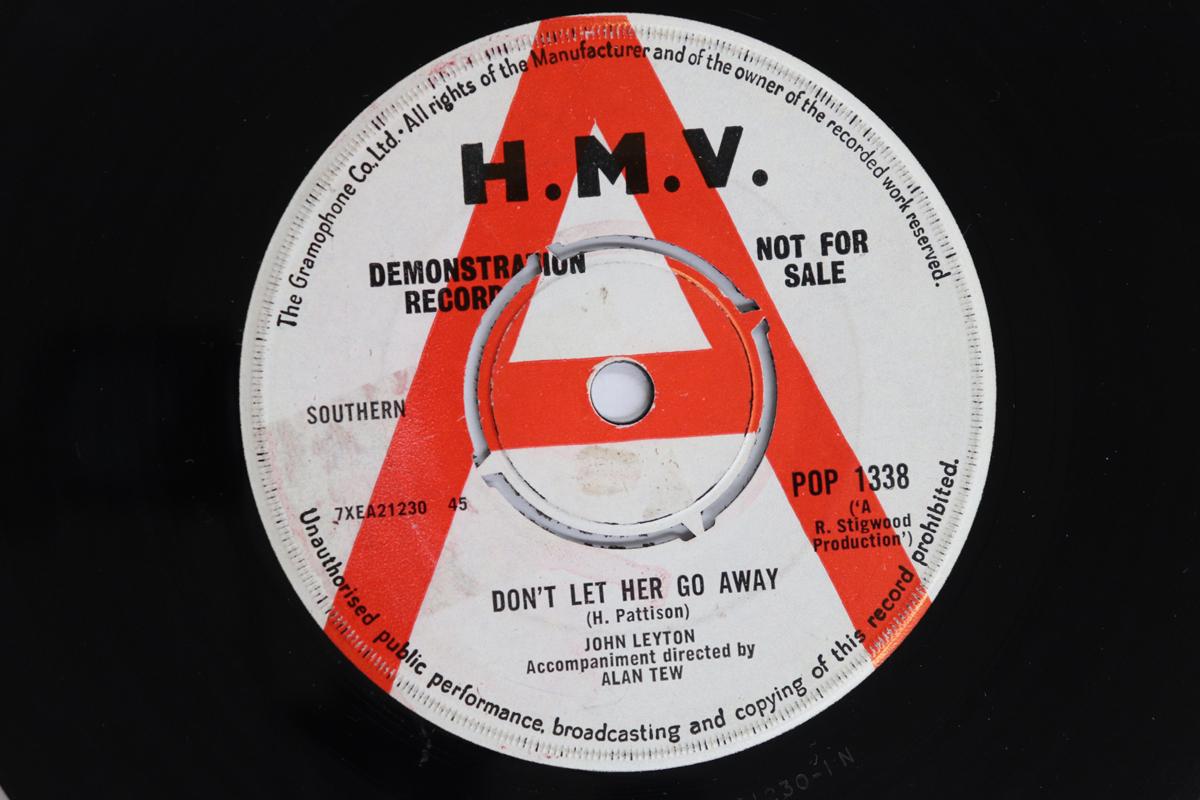 The Gramophone Co., Ltd. · All rights of the Manufacturer and of the owner of the recorded work reserved.
H.M.V.
DEMONSTRATION
RECORD
NOT FOR
SALE
SOUTHERN
7XEA21230 45
POP 1338
('A
R. Stigwood
Production')
DON'T LET HER GO AWAY
(H. Pattison)
JOHN LEYTON
Accompaniment directed by
ALAN TEW
Unauthorised public performance, broadcasting and copying of this record prohibited.